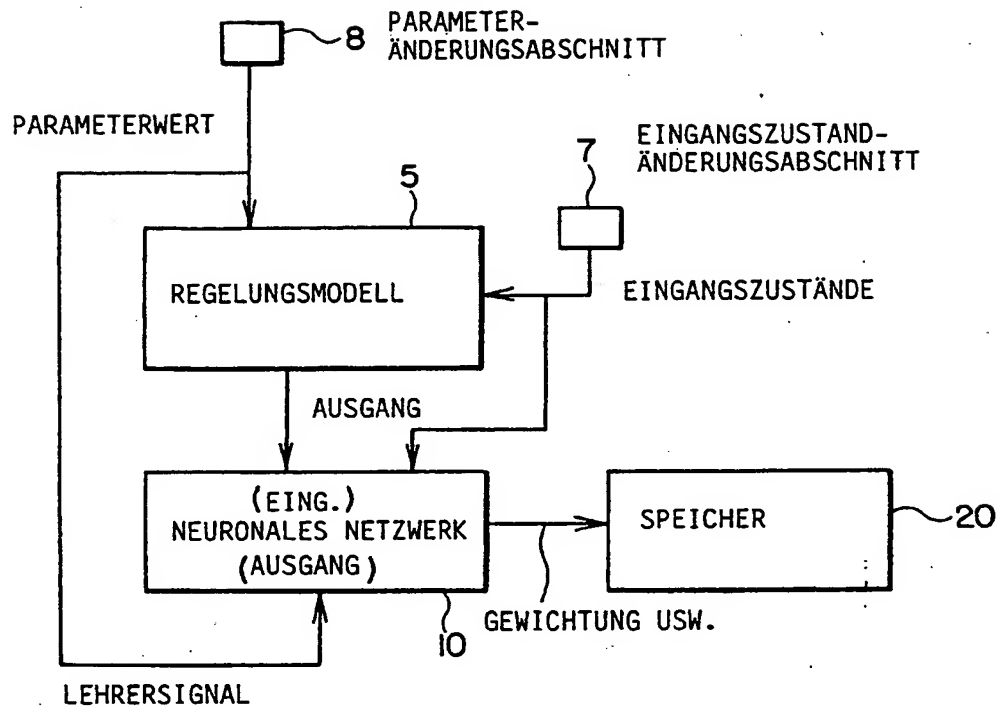 8
PARAMETER-
ÄNDERUNGSABSCHNITT
PARAMETERWERT
EINGANGSZUSTAND-
ÄNDERUNGSABSCHNITT
7
5
REGELUNGSMODELL
EINGANGSZUSTÄNDE
AUSGANG
(EING.)
NEURONALES NETZWERK
(AUSGANG)
SPEICHER
20
GEWICHTUNG USW.
10
LEHRERSIGNAL